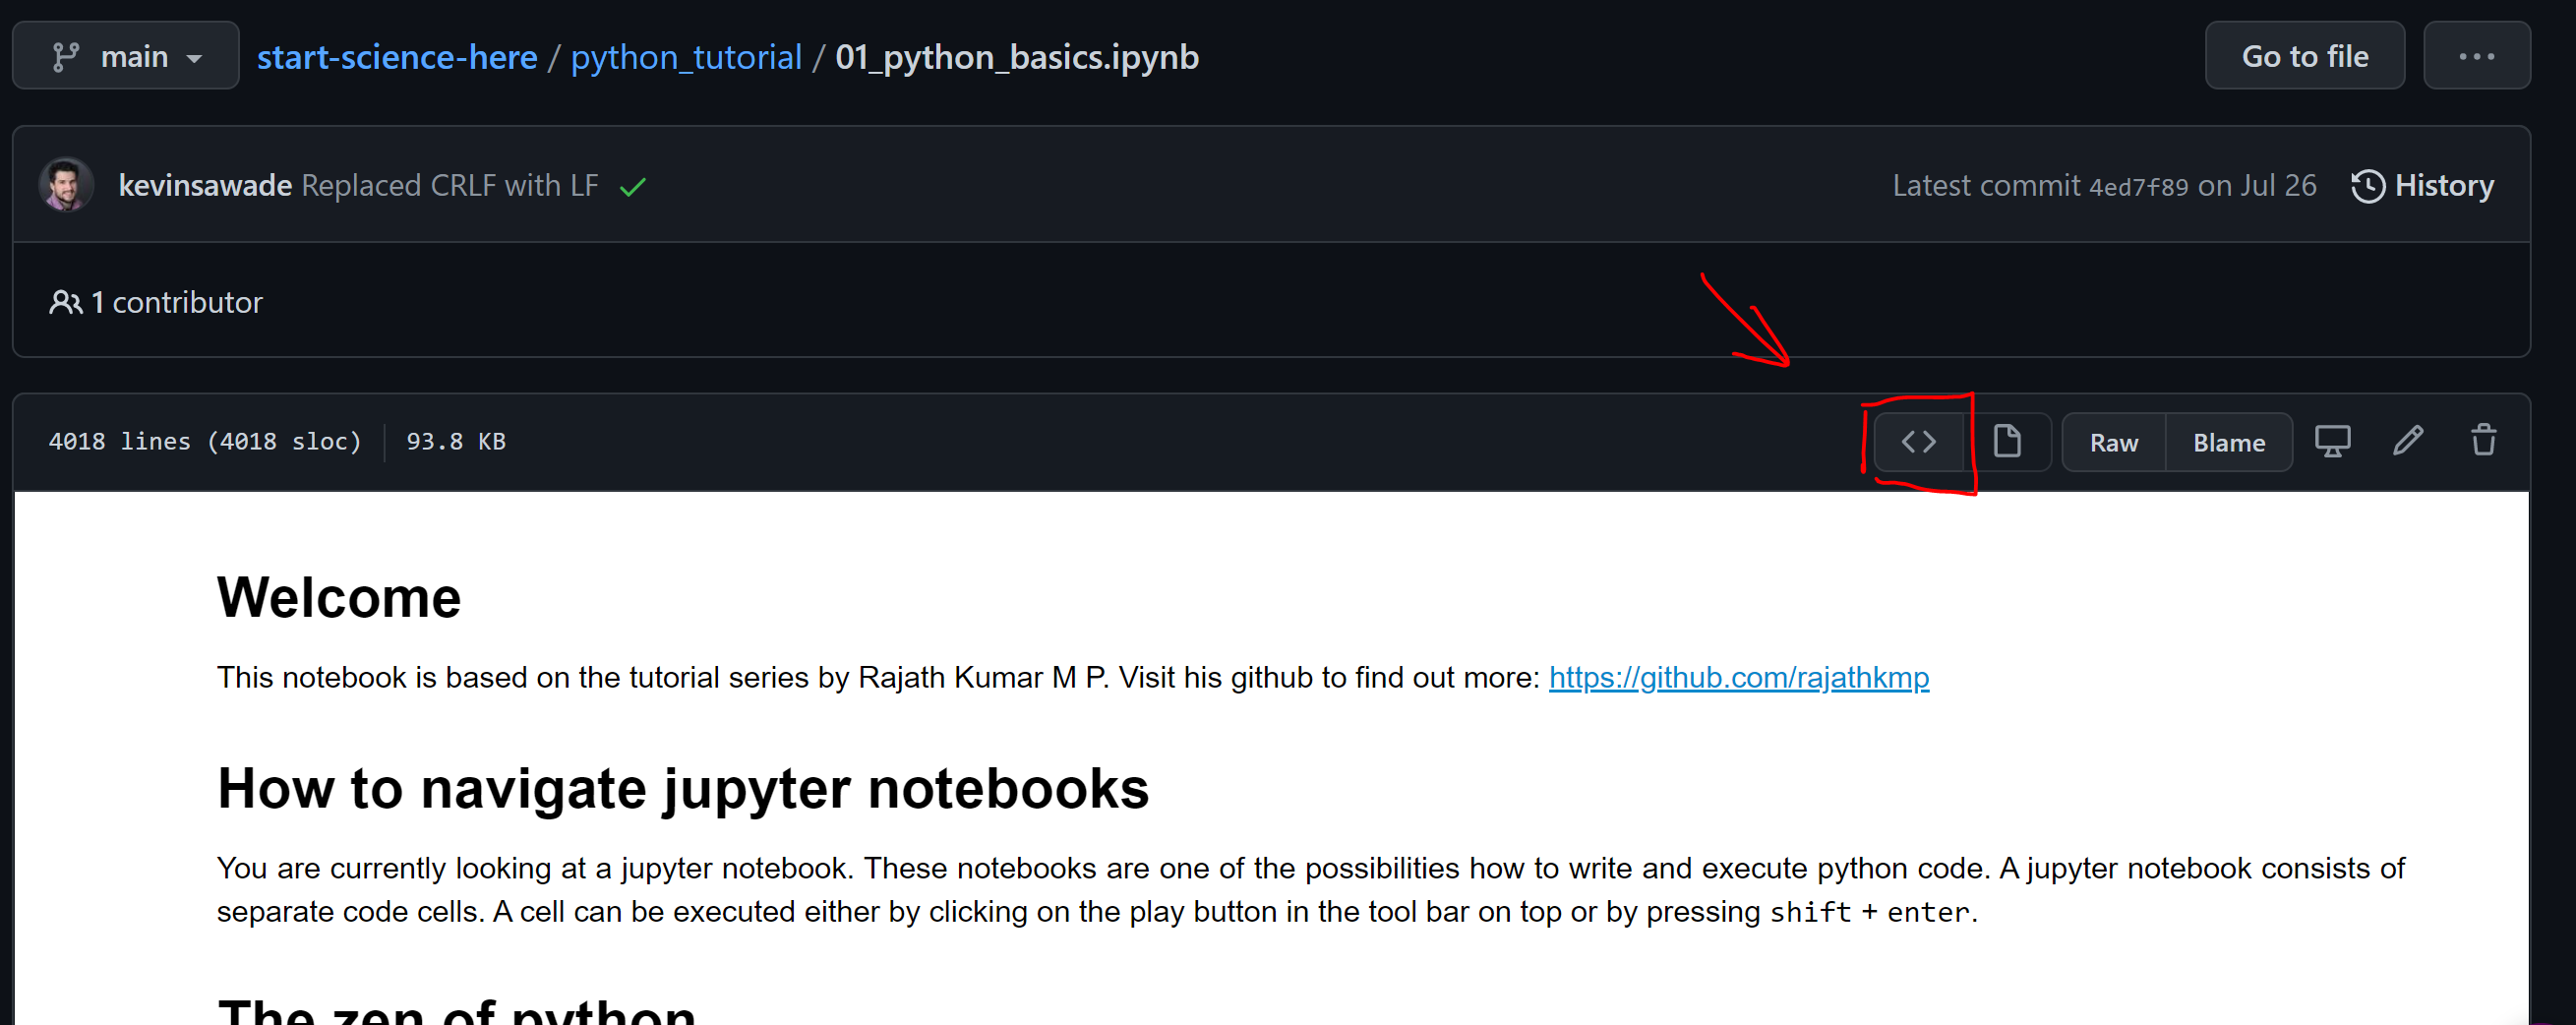 main start-science-here / python_tutorial / 01_python_basics.ipynb Go to file ...
kevinsawade Replaced CRLF with LF Latest commit 4ed7f89 on Jul 26 History
1 contributor
4018 lines (4018 sloc) 93.8 KB <> Raw Blame
Welcome
This notebook is based on the tutorial series by Rajath Kumar M P. Visit his github to find out more: https://github.com/rajathkmp
How to navigate jupyter notebooks
You are currently looking at a jupyter notebook. These notebooks are one of the possibilities how to write and execute python code. A jupyter notebook consists of
separate code cells. A cell can be executed either by clicking on the play button in the tool bar on top or by pressing shift + enter.
The zen of python